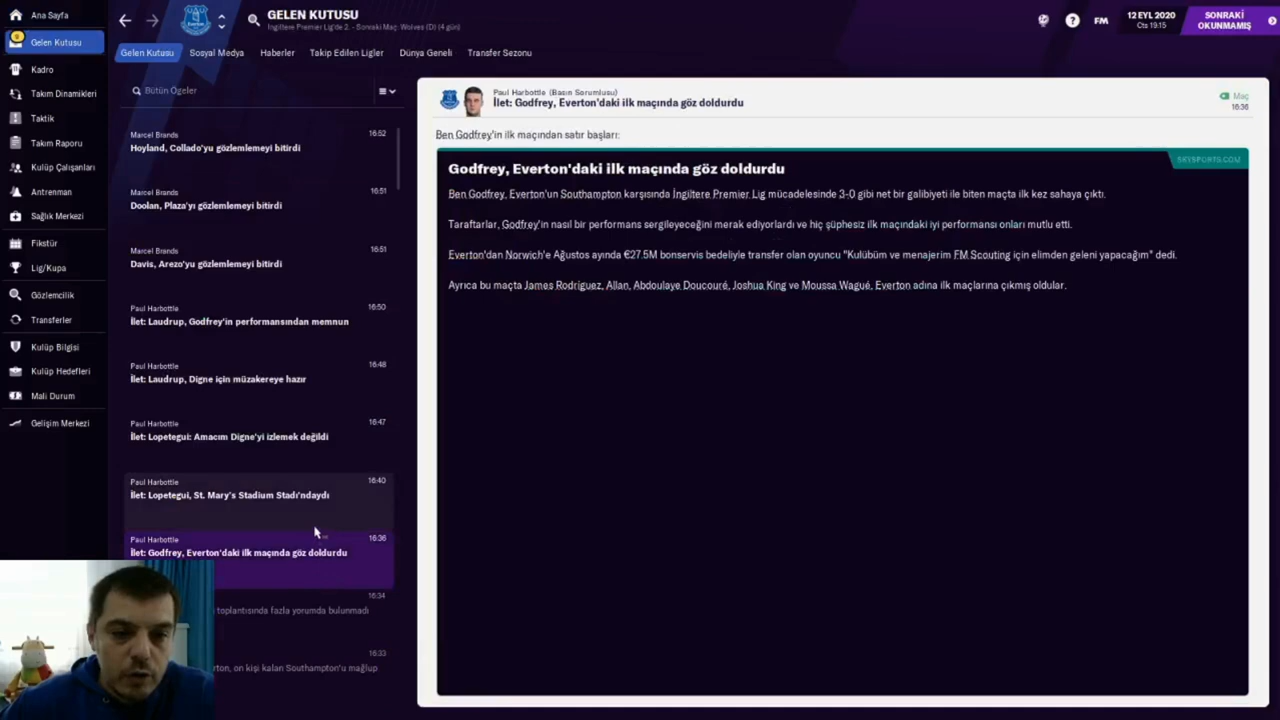 Ana Sayfa
Gelen Kutusu
Kadro
Takım Dinamikleri
Taktik
Takım Raporu
Kulüp Çalışanları
Antrenman
Sağlık Merkezi
Fikstür
Lig/Kupa
Gözlemcilik
Transferler
Kulüp Bilgisi
Kulüp Hedefleri
Mali Durum
Gelişim Merkezi
GELEN KUTUSU
İngiltere Premier Lig'de 2. - Sonraki Maç: Wolves (D) (4 gün)
FM
12 EYL 2020
Cts 19:15
SONRAKİ
OKUNMAMIŞ
Gelen Kutusu Sosyal Medya Haberler Takip Edilen Ligler Dünya Geneli Transfer Sezonu
Bütün Ögeler
Marcel Brands 16:52
Hoyland, Collado'yu gözlemlemeyi bitirdi
Marcel Brands 16:51
Doolan, Plaza'yı gözlemlemeyi bitirdi
Marcel Brands 16:51
Davis, Arezo'yu gözlemlemeyi bitirdi
Paul Harbottle 16:50
İlet: Laudrup, Godfrey'in performansından memnun
Paul Harbottle 16:48
İlet: Laudrup, Digne için müzakereye hazır
Paul Harbottle 16:47
İlet: Lopetegui: Amacım Digne'yi izlemek değildi
Paul Harbottle 16:40
İlet: Lopetegui, St. Mary's Stadium Stadı'ndaydı
Paul Harbottle 16:36
İlet: Godfrey, Everton'daki ilk maçında göz doldurdu
16:34
toplantısında fazla yorumda bulunmadı
16:33
rton, on kişi kalan Southampton'u mağlup
Paul Harbottle (Basın Sorumlusu)
İlet: Godfrey, Everton'daki ilk maçında göz doldurdu
Maç
16:36
Ben Godfrey'in ilk maçından satır başları:
SKYSPORTS.COM
Godfrey, Everton'daki ilk maçında göz doldurdu
Ben Godfrey, Everton'un Southampton karşısında İngiltere Premier Lig mücadelesinde 3-0 gibi net bir galibiyeti ile biten maçta ilk kez sahaya çıktı.
Taraftarlar, Godfrey'in nasıl bir performans sergileyeceğini merak ediyorlardı ve hiç şüphesiz ilk maçındaki iyi performansı onları mutlu etti.
Everton'dan Norwich'e Ağustos ayında €27.5M bonservis bedeliyle transfer olan oyuncu "Kulübüm ve menajerim FM Scouting için elimden geleni yapacağım" dedi.
Ayrıca bu maçta James Rodríguez, Allan, Abdoulaye Doucouré, Joshua King ve Moussa Wagué, Everton adına ilk maçlarına çıkmış oldular.